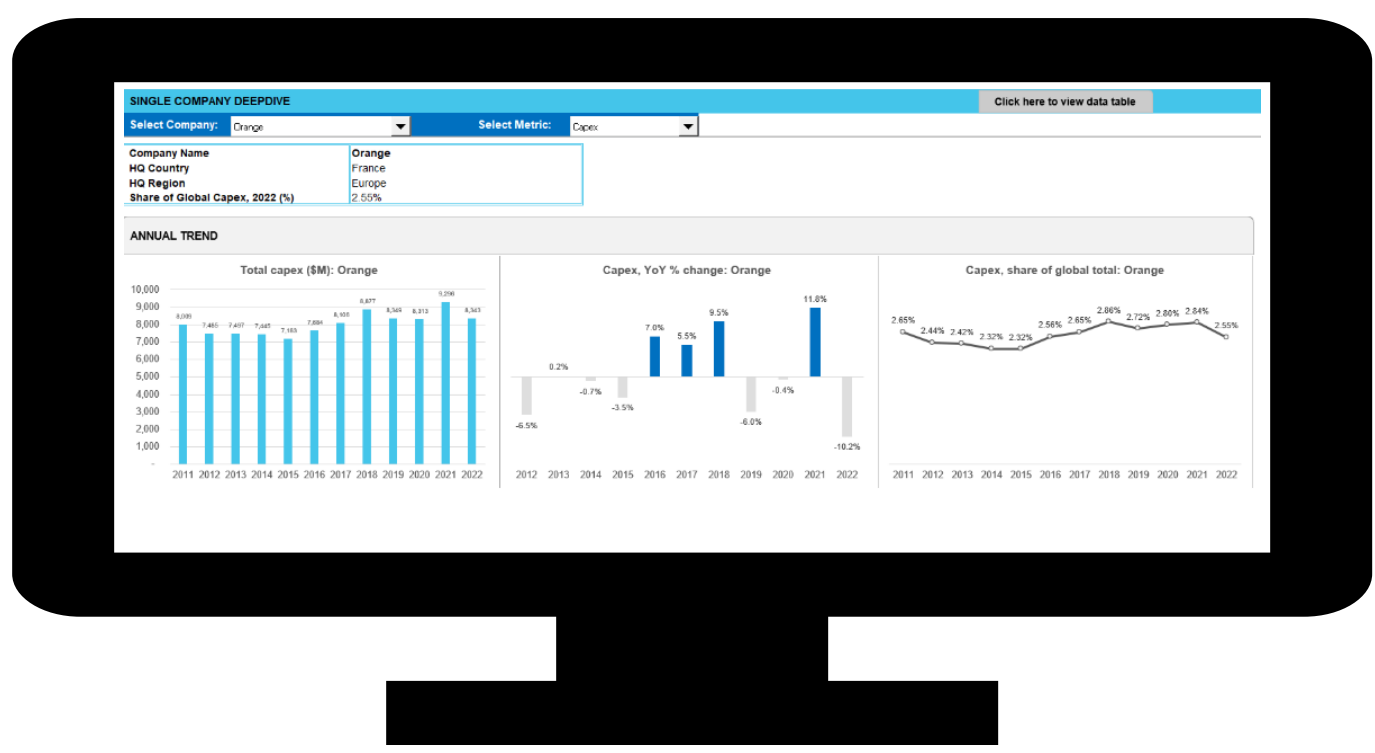 SINGLE COMPANY DEEPDIVE
Click here to view data table
Select Company: Orange
Select Metric: Capex
Company Name Orange
HQ Country France
HQ Region Europe
Share of Global Capex, 2022 (%) 2.55%
ANNUAL TREND
Total capex ($M): Orange
10,000
9,000
8,000
7,000
6,000
5,000
4,000
3,000
2,000
1,000
-
7,497
7,445
8,877
8,349
8,313
8,343
2011 2012 2013 2014 2015 2016 2017 2018 2019 2020 2021 2022
Capex, YoY % change: Orange
-6.5%
0.2%
-0.7%
-3.5%
7.0%
5.5%
9.5%
-6.0%
-0.4%
11.8%
-10.2%
2012 2013 2014 2015 2016 2017 2018 2019 2020 2021 2022
Capex, share of global total: Orange
2.65% 2.44% 2.42% 2.32% 2.32% 2.56% 2.65% 2.86% 2.72% 2.80% 2.84% 2.55%
2011 2012 2013 2014 2015 2016 2017 2018 2019 2020 2021 2022